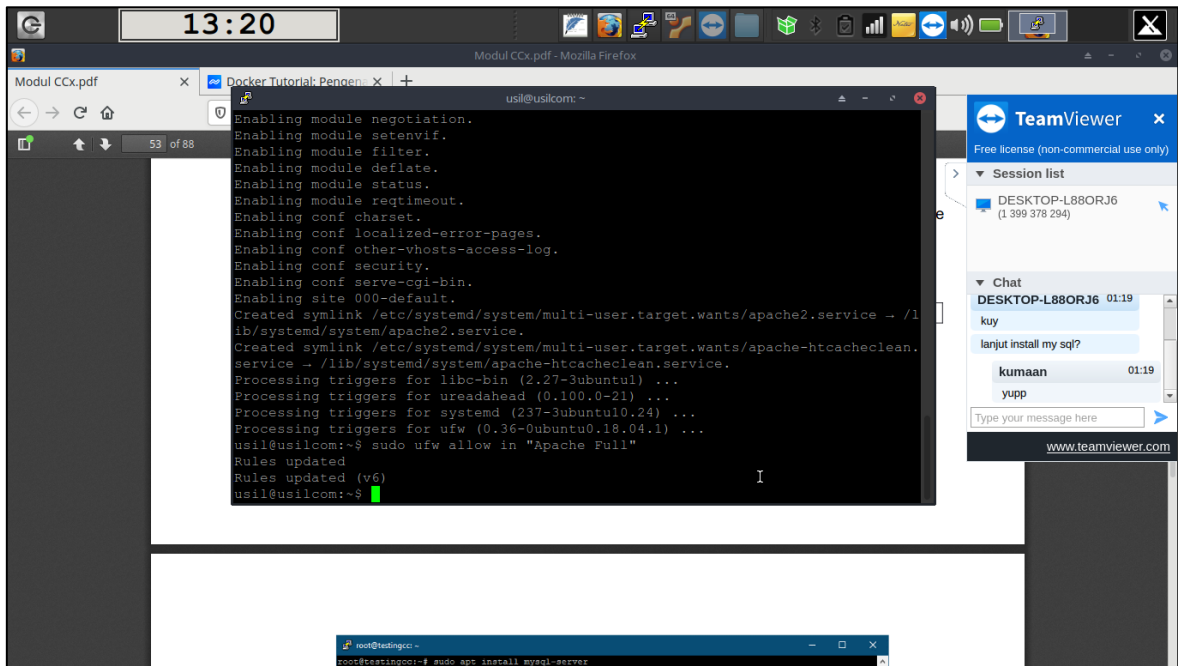 13:20
Modul CCx.pdf - Mozilla Firefox
Modul CCx.pdf
Docker Tutorial: Pengena
53 of 88
usil@usilcom: ~
Enabling module negotiation.
Enabling module setenvif.
Enabling module filter.
Enabling module deflate.
Enabling module status.
Enabling module reqtimeout.
Enabling conf charset.
Enabling conf localized-error-pages.
Enabling conf other-vhosts-access-log.
Enabling conf security.
Enabling conf serve-cgi-bin.
Enabling site 000-default.
Created symlink /etc/systemd/system/multi-user.target.wants/apache2.service → /l
ib/systemd/system/apache2.service.
Created symlink /etc/systemd/system/multi-user.target.wants/apache-htcacheclean.
service → /lib/systemd/system/apache-htcacheclean.service.
Processing triggers for libc-bin (2.27-3ubuntu1) ...
Processing triggers for ureadahead (0.100.0-21) ...
Processing triggers for systemd (237-3ubuntu10.24) ...
Processing triggers for ufw (0.36-0ubuntu0.18.04.1) ...
usil@usilcom:~$ sudo ufw allow in "Apache Full"
Rules updated
Rules updated (v6)
usil@usilcom:~$
e
TeamViewer
Free license (non-commercial use only)
Session list
DESKTOP-L88ORJ6
(1 399 378 294)
Chat
DESKTOP-L88ORJ6 01:19
kuy
lanjut install my sql?
kumaan 01:19
yupp
Type your message here
www.teamviewer.com
root@testingcc: ~
root@testingcc:~# sudo apt install mysql-server